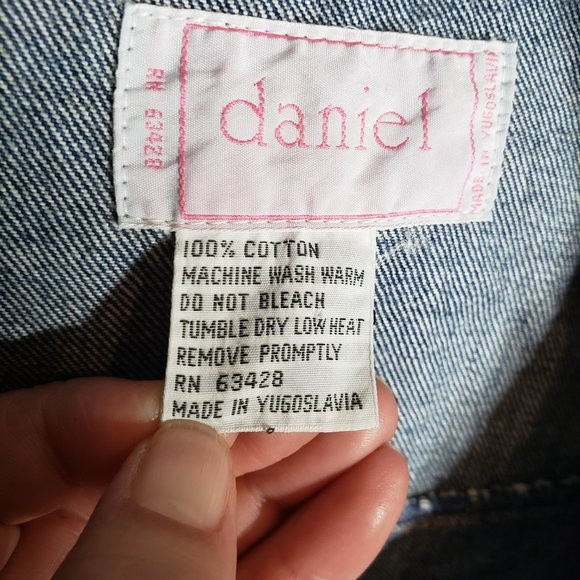 daniel
RN 63428
MADE IN YUGOSLAVIA
100% COTTON
MACHINE WASH WARM
DO NOT BLEACH
TUMBLE DRY LOW HEAT
REMOVE PROMPTLY
RN 63428
MADE IN YUGOSLAVIA